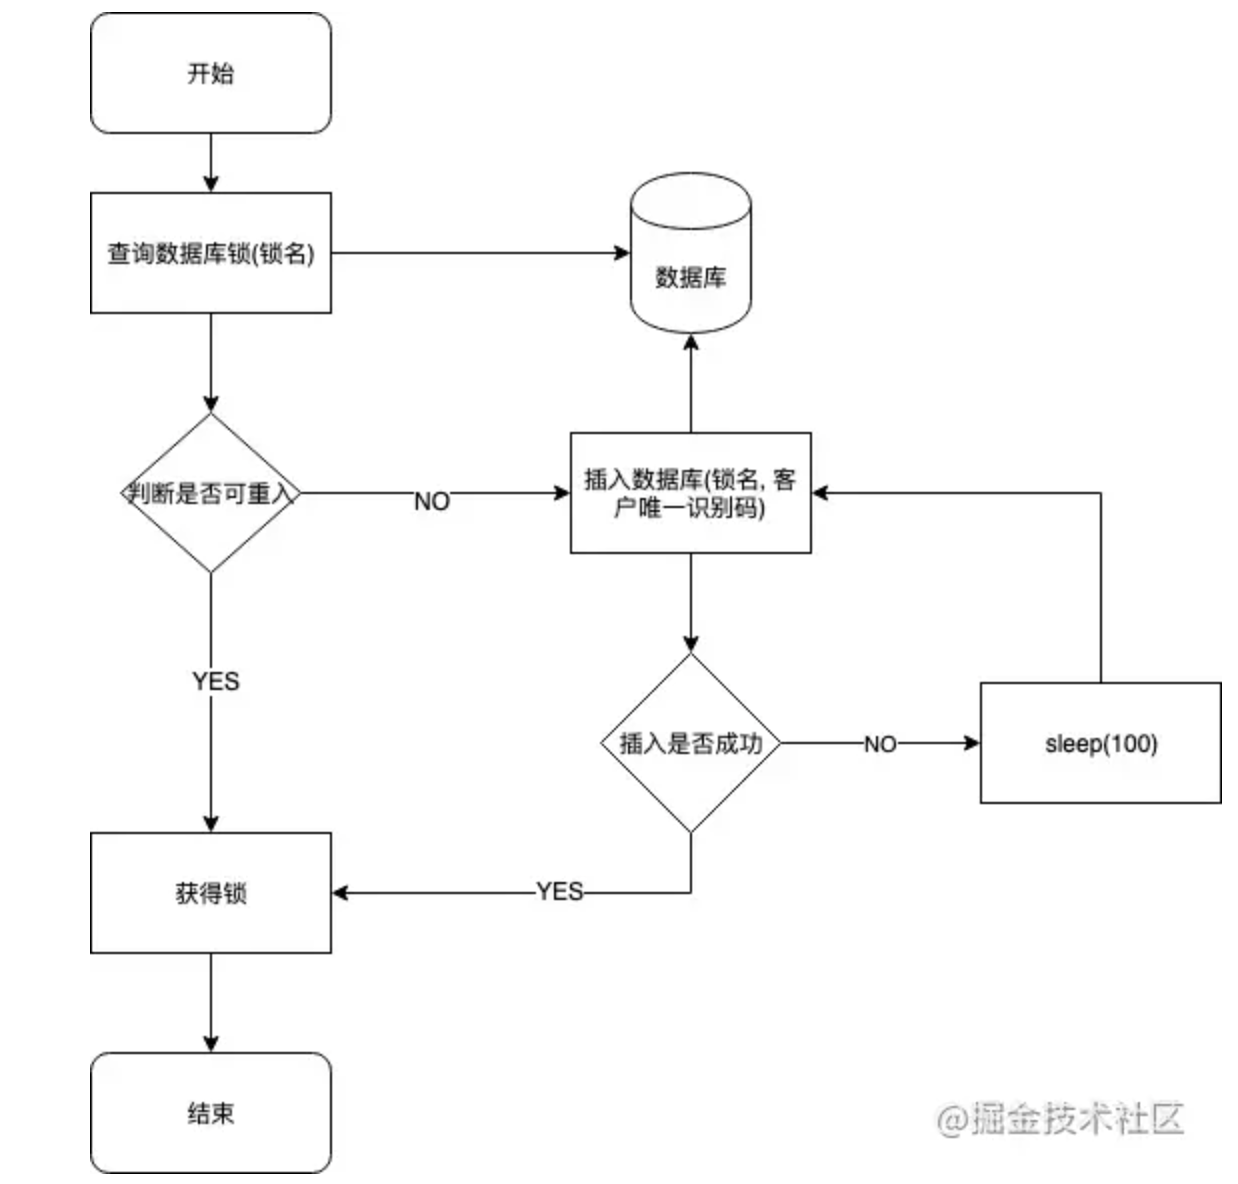 开始
查询数据库锁(锁名)
数据库
判断是否可重入
NO
插入数据库(锁名, 客
户唯一识别码)
YES
插入是否成功
NO
sleep(100)
获得锁
YES
结束
@掘金技术社区